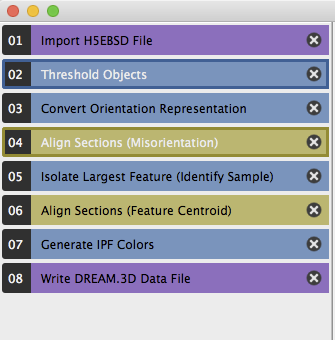 01 Import H5EBSD File
02 Threshold Objects
03 Convert Orientation Representation
04 Align Sections (Misorientation)
05 Isolate Largest Feature (Identify Sample)
06 Align Sections (Feature Centroid)
07 Generate IPF Colors
08 Write DREAM.3D Data File